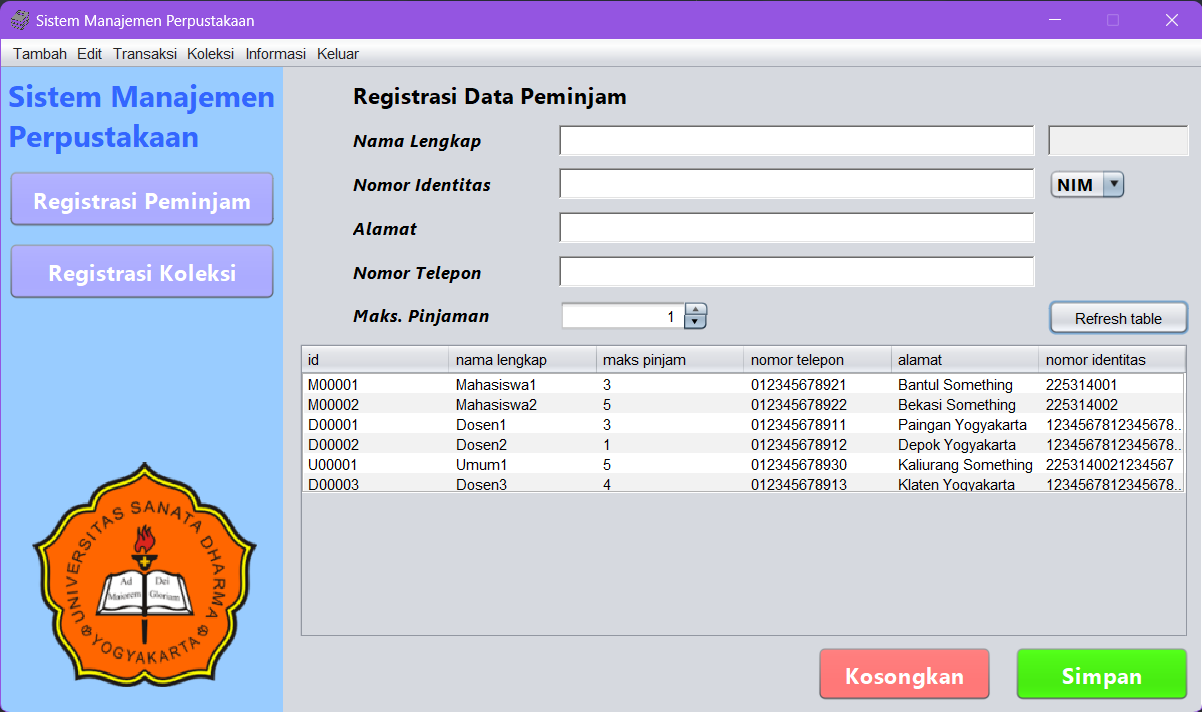 Sistem Manajemen Perpustakaan
Tambah Edit Transaksi Koleksi Informasi Keluar
Sistem Manajemen
Perpustakaan
Registrasi Peminjam
Registrasi Koleksi
UNIVERSITAS SANATA DHARMA
Ad Dei
Maiorem Gloriam
YOGYAKARTA
Registrasi Data Peminjam
Nama Lengkap
Nomor Identitas NIM
Alamat
Nomor Telepon
Maks. Pinjaman 1 Refresh table
id nama lengkap maks pinjam nomor telepon alamat nomor identitas
M00001 Mahasiswa1 3 012345678921 Bantul Something 225314001
M00002 Mahasiswa2 5 012345678922 Bekasi Something 225314002
D00001 Dosen1 3 012345678911 Paingan Yogyakarta 1234567812345678..
D00002 Dosen2 1 012345678912 Depok Yogyakarta 1234567812345678..
U00001 Umum1 5 012345678930 Kaliurang Something 2253140021234567
D00003 Dosen3 4 012345678913 Klaten Yogyakarta 1234567812345678..
Kosongkan Simpan